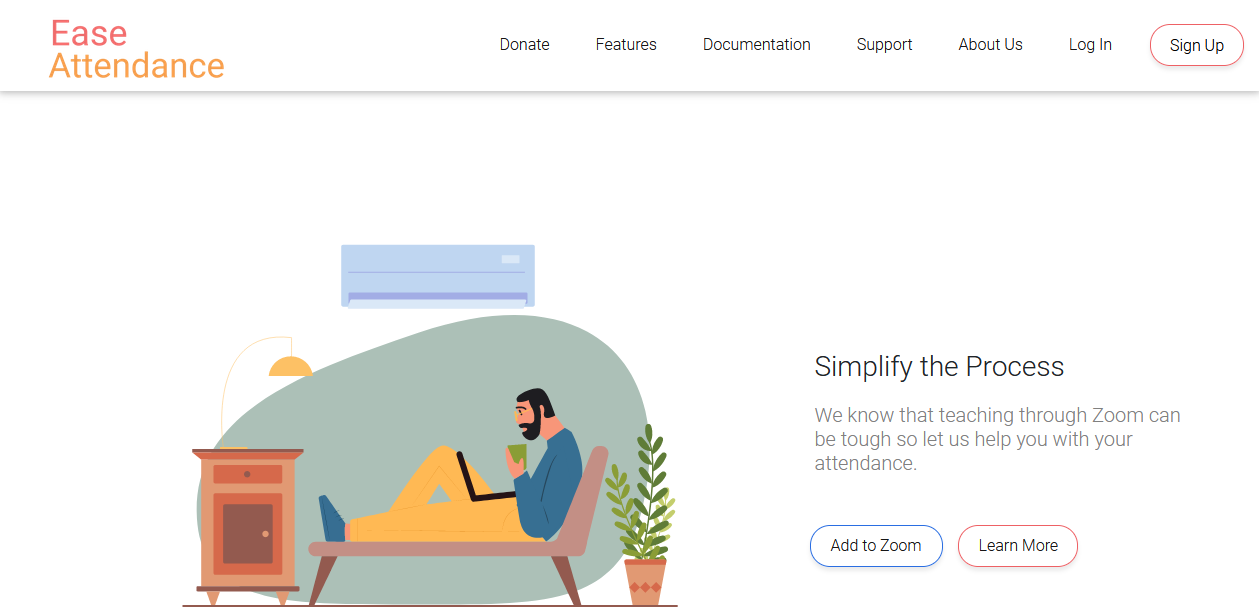 Ease
Attendance
Donate Features Documentation Support About Us Log In Sign Up
Simplify the Process
We know that teaching through Zoom can
be tough so let us help you with your
attendance.
Add to Zoom Learn More